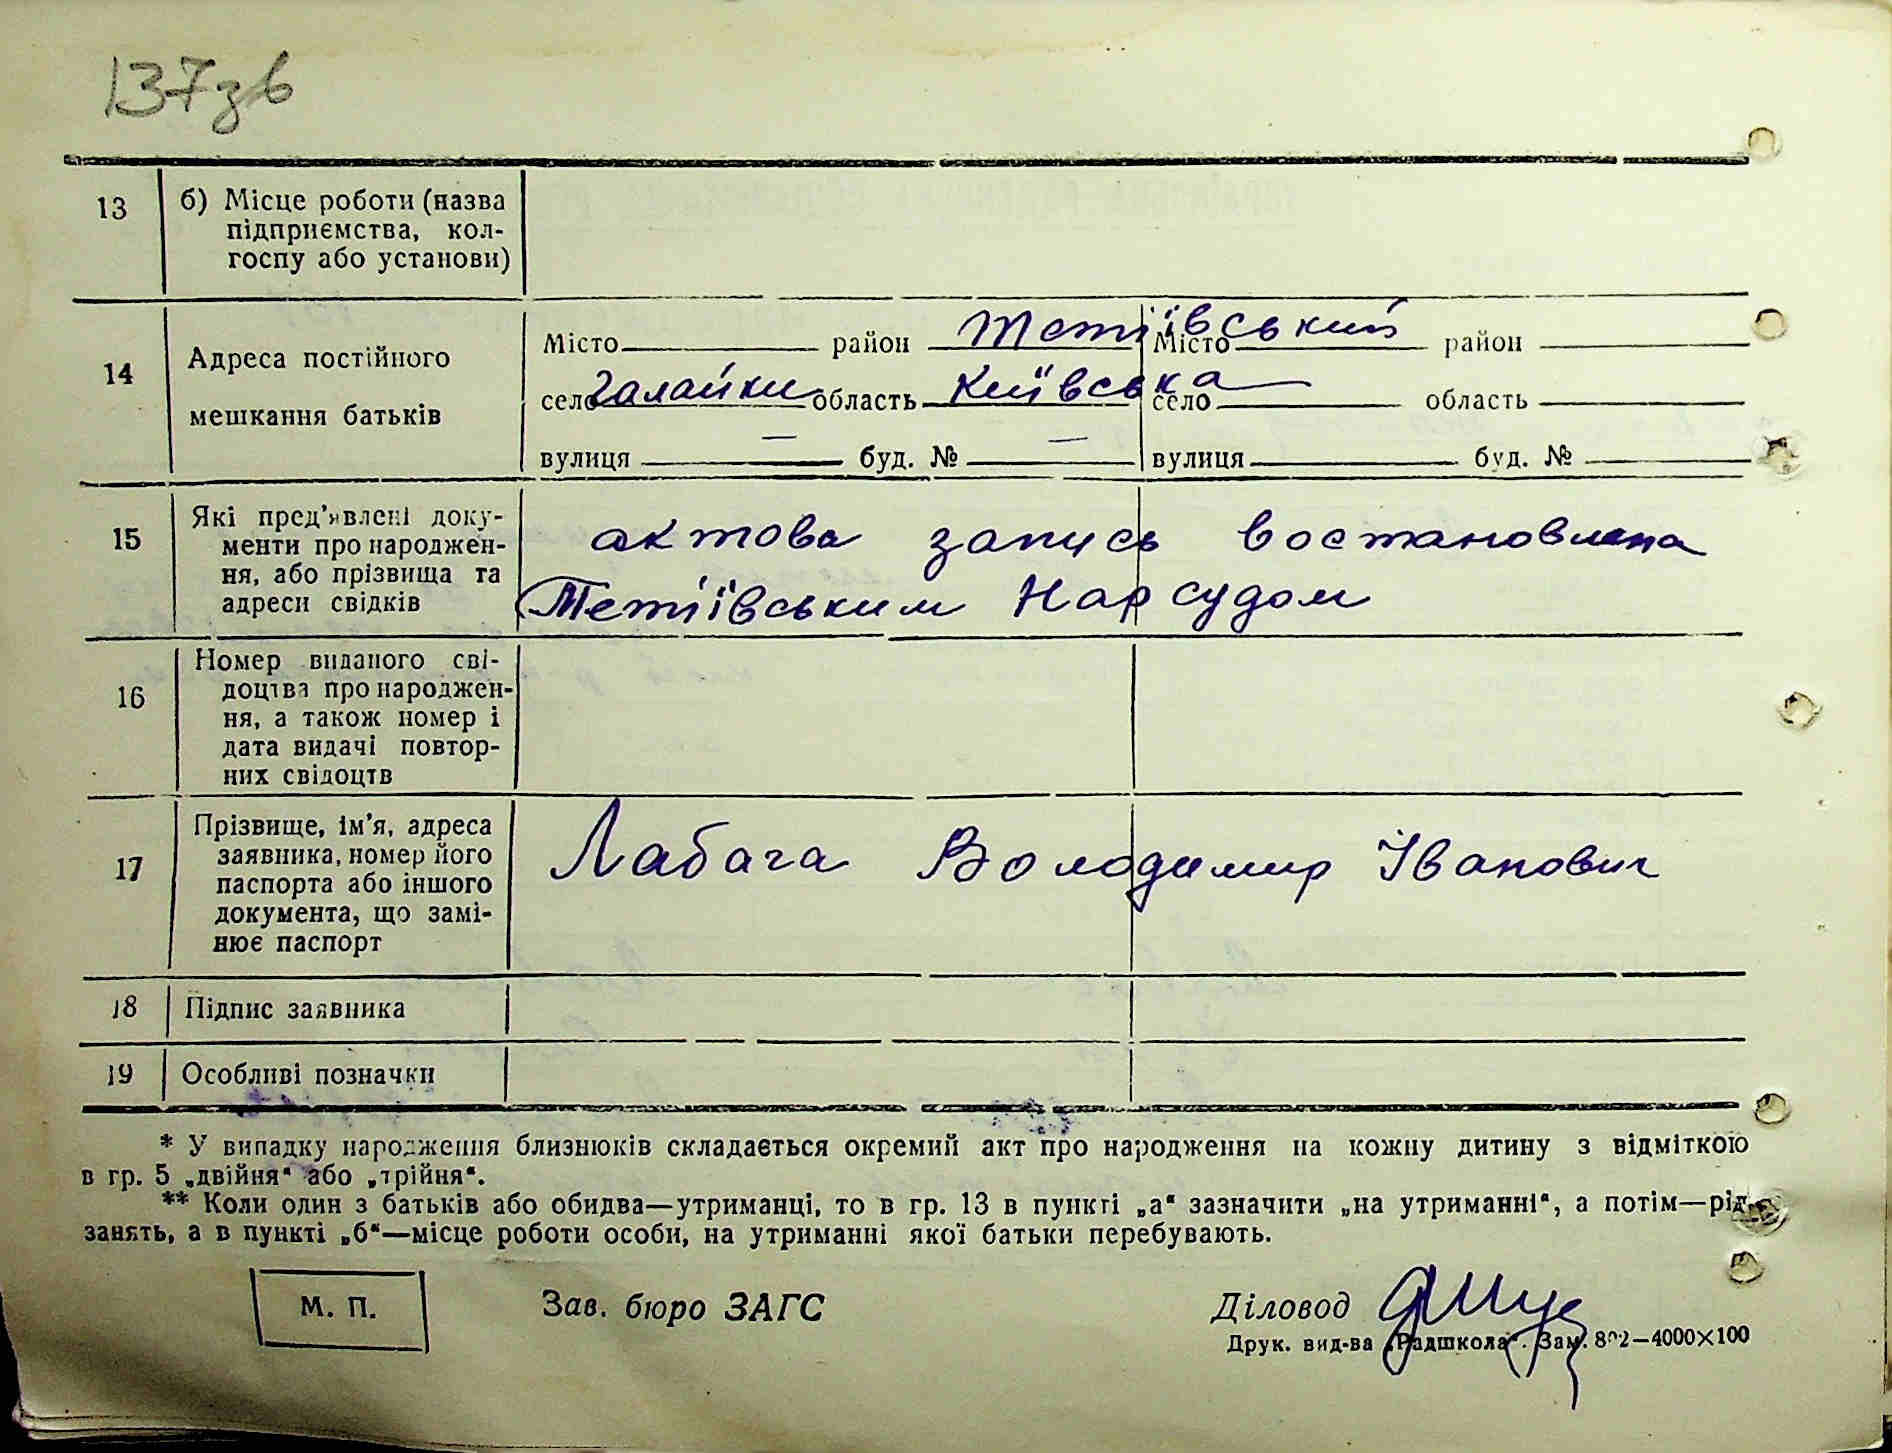 137зв
13
б) Місце роботи (назва
підприємства, кол-
госпу або установи)
14
Адреса постійного
мешкання батьків
Місто район Тетіївський Місто район
село Галайки область Київська село область
вулиця — буд. № — вулиця буд. №
15
Які пред'явлені доку-
менти про народжен-
ня, або прізвища та
адреси свідків
актова запись востановлена
Тетіївським Нарсудом
16
Номер виданого сві-
доцтва про народжен-
ня, а також номер і
дата видачі повтор-
них свідоцтв
17
Прізвище, ім'я, адреса
заявника, номер його
паспорта або іншого
документа, що замі-
нює паспорт
Лабага Володимир Іванович
18 Підпис заявника
19 Особливі позначки
* У випадку народження близнюків складається окремий акт про народження на кожну дитину з відміткою
в гр. 5 „двійня“ або „трійня“.
** Коли один з батьків або обидва—утриманці, то в гр. 13 в пункті „а“ зазначити „на утриманні“, а потім—рід
занять, а в пункті „б“—місце роботи особи, на утриманні якої батьки перебувають.
М. П.
Зав. бюро ЗАГС
Діловод
Друк. вид-ва „Радшкола“. Зам. 802—4000×100